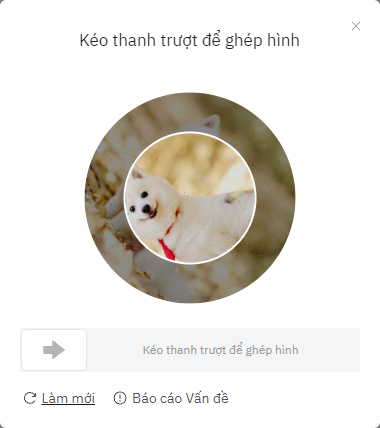 Kéo thanh trượt để ghép hình
Kéo thanh trượt để ghép hình
Làm mới Báo cáo Vấn đề